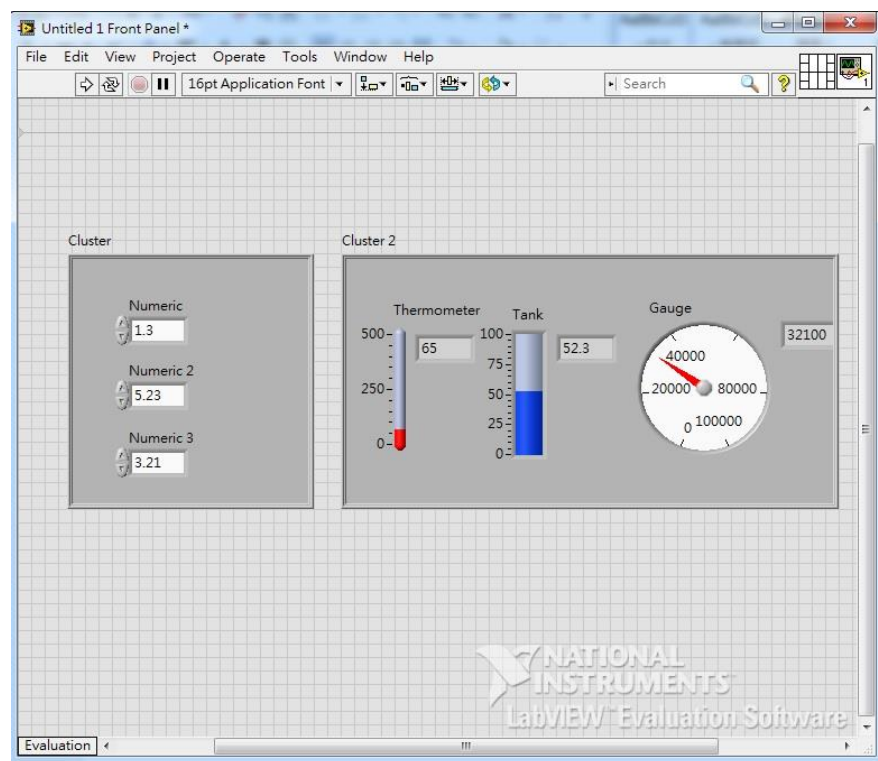 Untitled 1 Front Panel *
File Edit View Project Operate Tools Window Help
16pt Application Font
Search
1
Cluster
Cluster 2
Numeric
1.3
Numeric 2
5.23
Numeric 3
3.21
Thermometer
500
250
0
65
Tank
100
75
50
25
0
52.3
Gauge
40000
20000 80000
0 100000
32100
NATIONAL
INSTRUMENTS
LabVIEW Evaluation Software
Evaluation